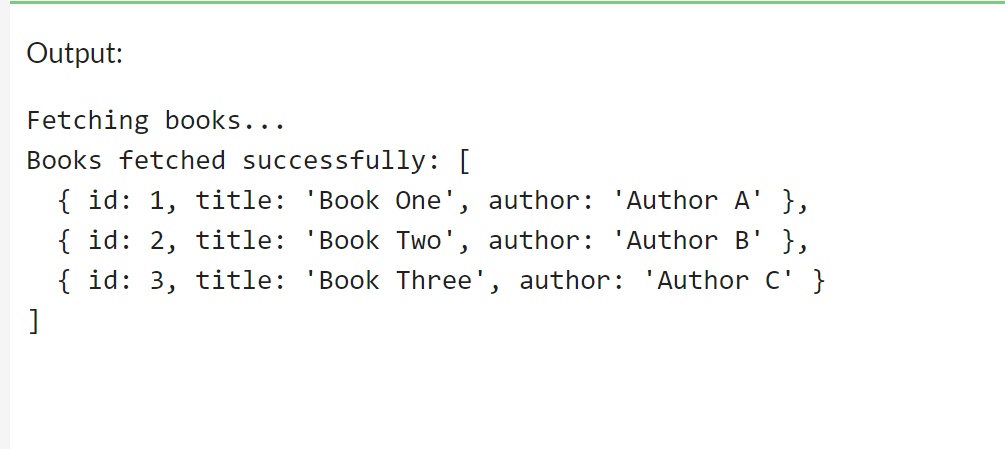 Output:
Fetching books...
Books fetched successfully: [
  { id: 1, title: 'Book One', author: 'Author A' },
  { id: 2, title: 'Book Two', author: 'Author B' },
  { id: 3, title: 'Book Three', author: 'Author C' }
]